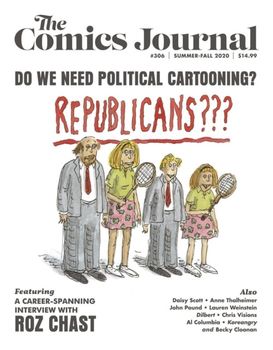 The
Comics Journal
#306 | SUMMER-FALL 2020 | $14.99
DO WE NEED POLITICAL CARTOONING?
REPUBLICANS???
Featuring
A CAREER-SPANNING
INTERVIEW WITH
ROZ CHAST
Also
Daisy Scott • Anne Thalheimer
John Pound • Lauren Weinstein
Dilbert • Chris Visions
Al Columbia • Koreangry
and Becky Cloonan